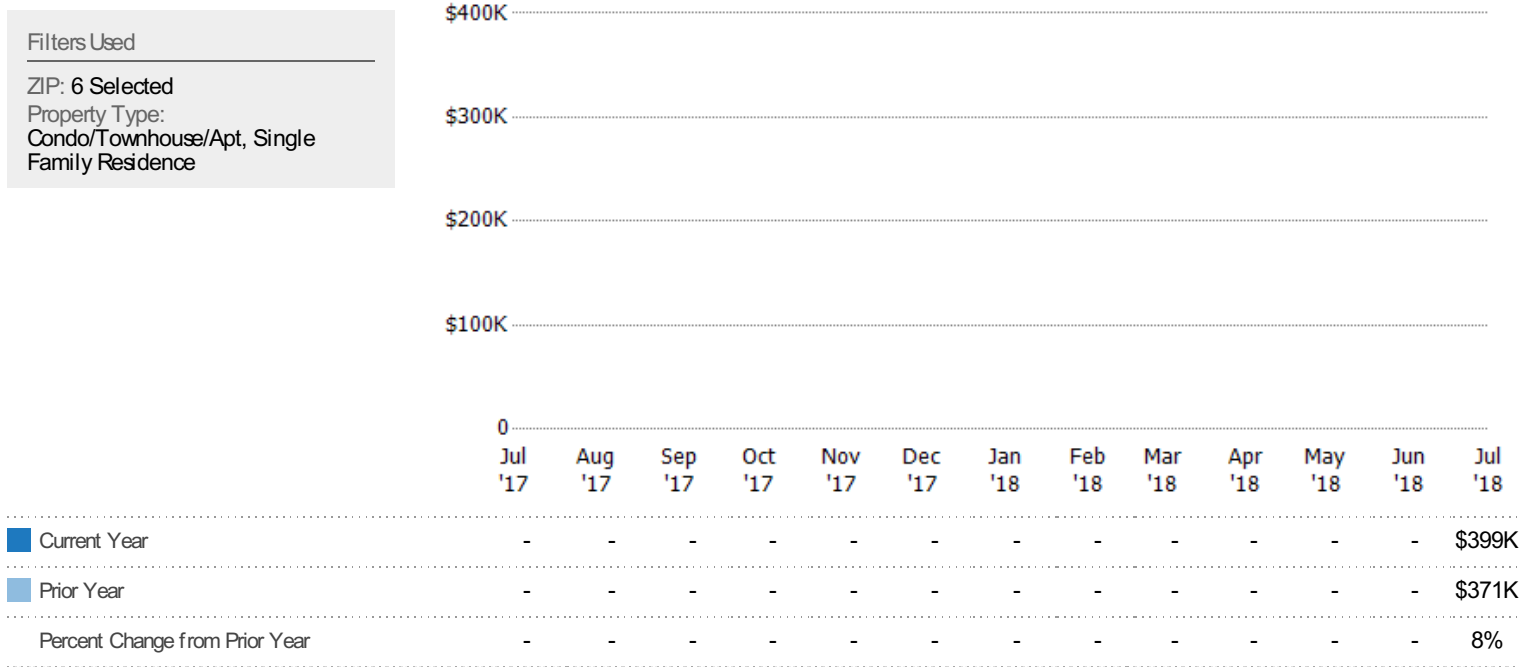 Filters Used
ZIP: 6 Selected
Property Type:
Condo/Townhouse/Apt, Single
Family Residence
$400K
$300K
$200K
$100K
0
Jul Aug Sep Oct Nov Dec Jan Feb Mar Apr May Jun Jul
'17 '17 '17 '17 '17 '17 '18 '18 '18 '18 '18 '18 '18
Current Year - - - - - - - - - - - - $399K
Prior Year - - - - - - - - - - - - $371K
Percent Change from Prior Year - - - - - - - - - - - - 8%